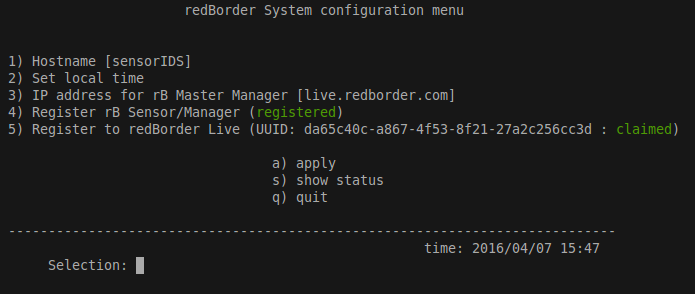 redBorder System configuration menu
1) Hostname [sensorIDS]
2) Set local time
3) IP address for rB Master Manager [live.redborder.com]
4) Register rB Sensor/Manager (registered)
5) Register to redBorder Live (UUID: da65c40c-a867-4f53-8f21-27a2c256cc3d : claimed)
a) apply
s) show status
q) quit
----------------------------------------------------------------------------
time: 2016/04/07 15:47
Selection: